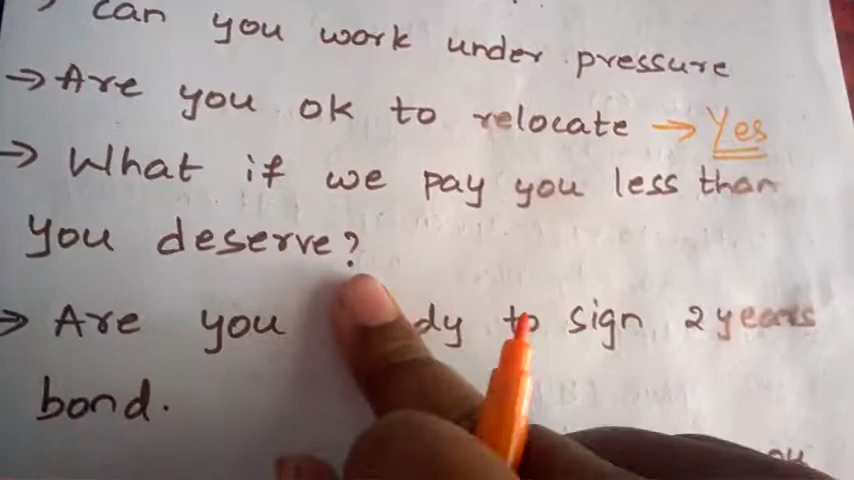 can you work under pressure
→ Are you ok to relocate → Yes
→ What if we pay you less than
you deserve?
→ Are you dy to sign 2 years
bond.
ou